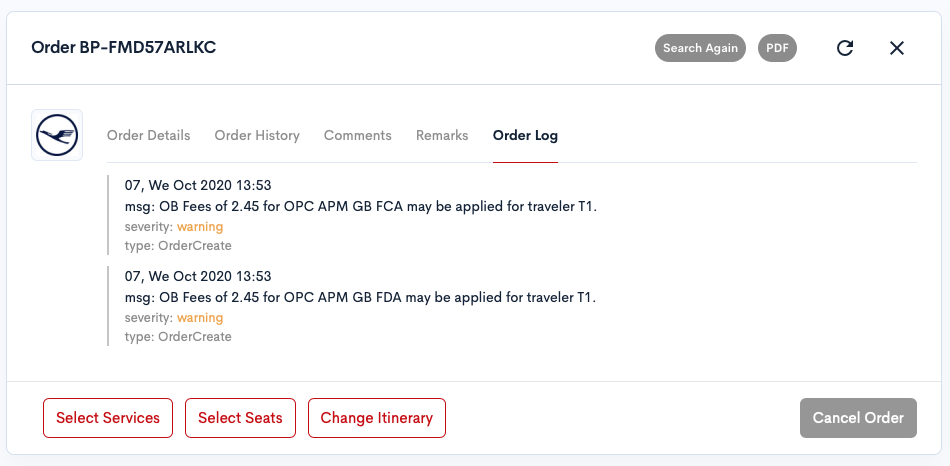 Order BP-FMD57ARLKC
Search Again
PDF
Order Details
Order History
Comments
Remarks
Order Log
07, We Oct 2020 13:53
msg: OB Fees of 2.45 for OPC APM GB FCA may be applied for traveler T1.
severity: warning
type: OrderCreate
07, We Oct 2020 13:53
msg: OB Fees of 2.45 for OPC APM GB FDA may be applied for traveler T1.
severity: warning
type: OrderCreate
Select Services
Select Seats
Change Itinerary
Cancel Order